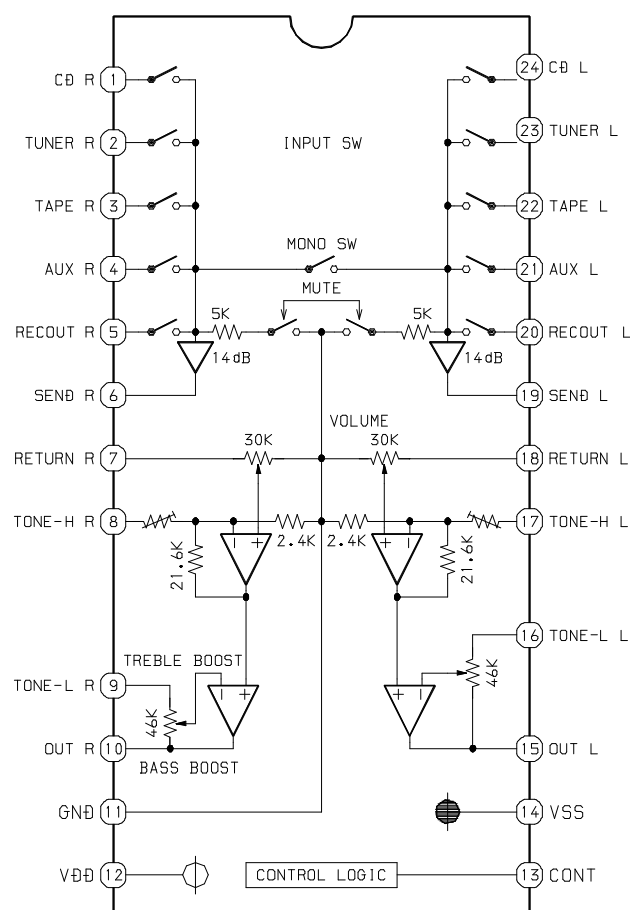 CD R 1
24 CD L
TUNER R 2
INPUT SW
23 TUNER L
TAPE R 3
22 TAPE L
MONO SW
AUX R 4
21 AUX L
MUTE
5K
5K
RECOUT R 5
20 RECOUT L
14dB
14dB
SEND R 6
19 SEND L
VOLUME
30K
30K
RETURN R 7
18 RETURN L
TONE-H R 8
17 TONE-H L
- +
2.4K
2.4K
+ -
21.6K
21.6K
16 TONE-L L
TREBLE BOOST
TONE-L R 9
- +
+ -
46K
46K
OUT R 10
15 OUT L
BASS BOOST
GND 11
14 VSS
VDD 12
CONTROL LOGIC
13 CONT